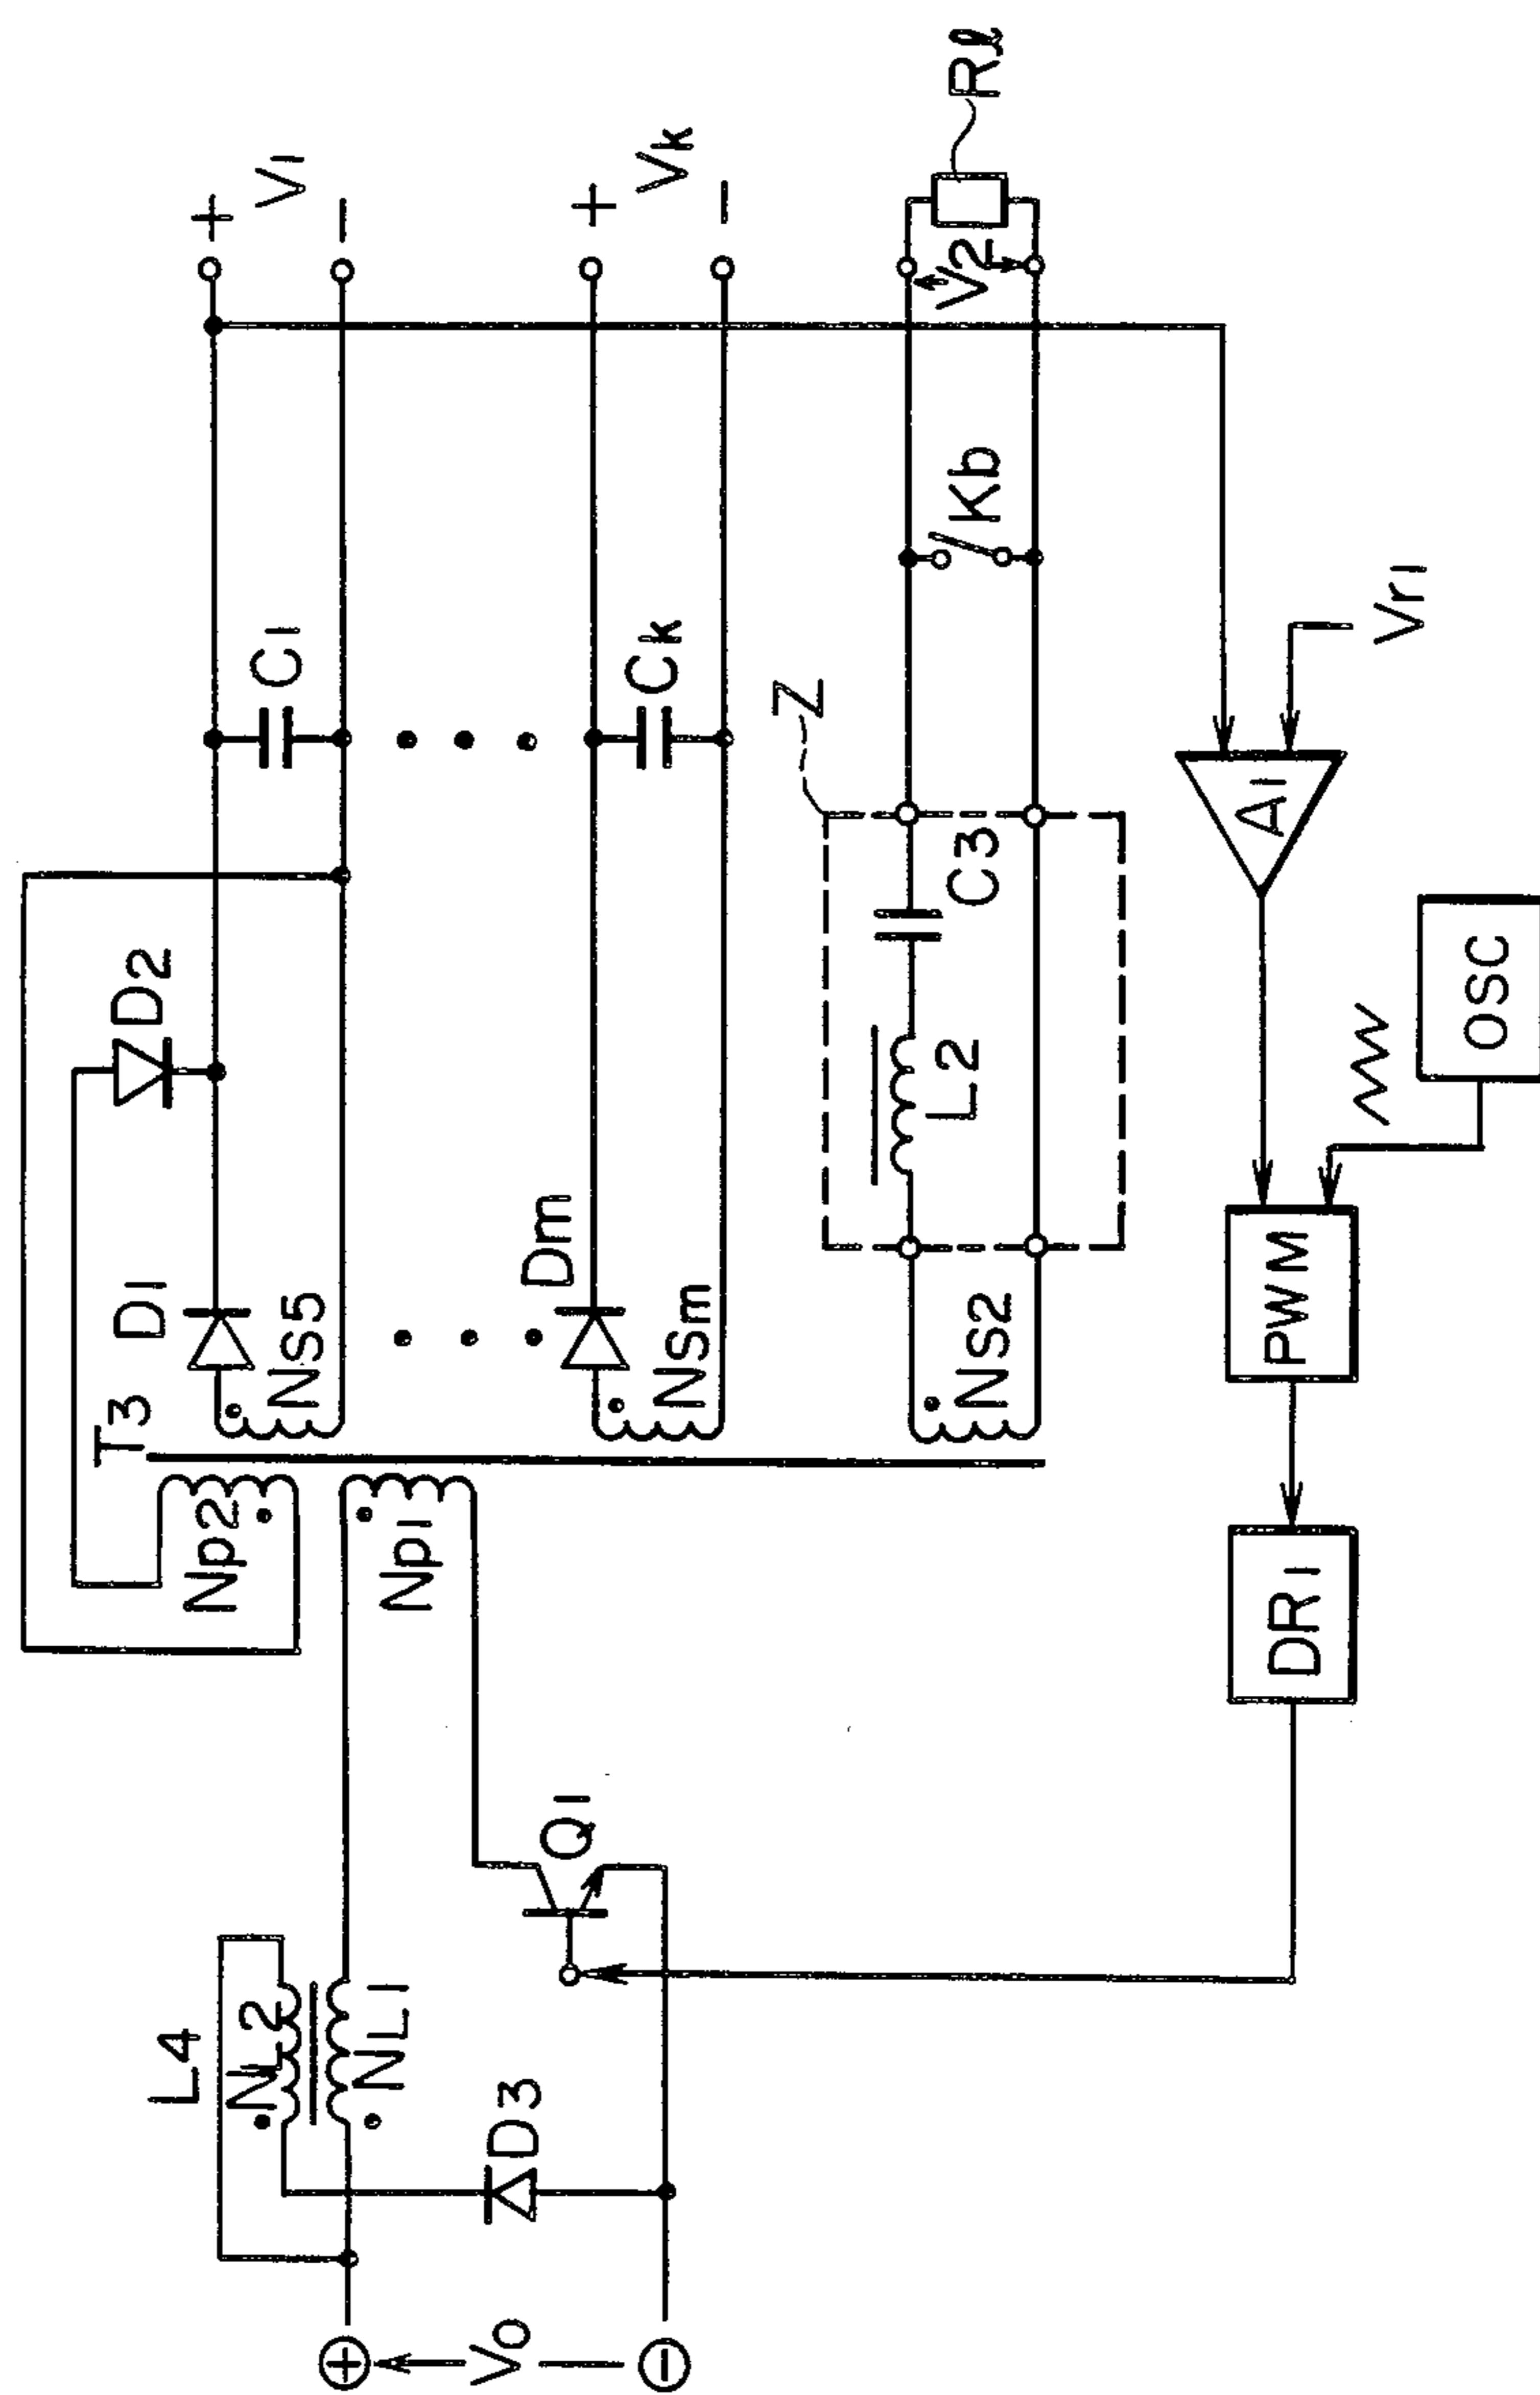 L4
NL2
NL1
D3
+
V0
−
Q1
T3
Np2
Np1
D1
D2
NS5
C1
+
V1
−
Dm
NSm
Ck
+
Vk
−
Z
L2
C3
NS2
Kb
V2
Rℓ
DR1
PWM
A1
Vr1
OSC